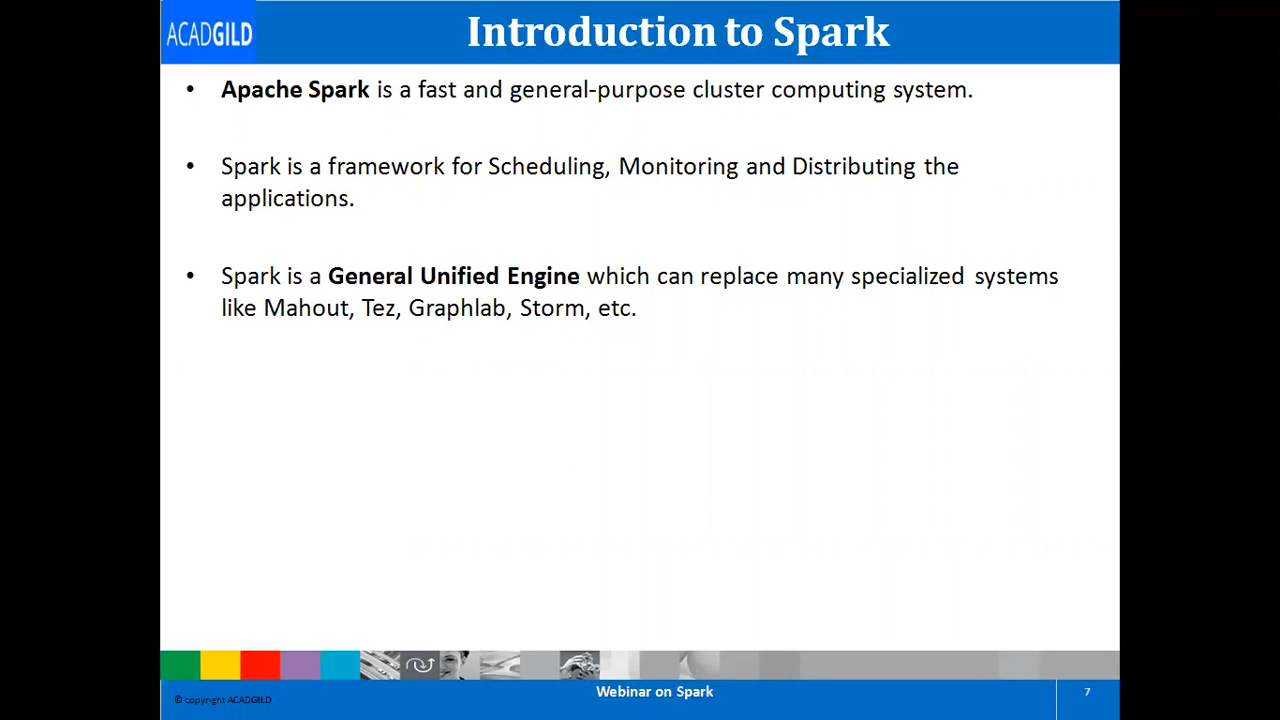 ACADGILD
Introduction to Spark
• Apache Spark is a fast and general-purpose cluster computing system.
• Spark is a framework for Scheduling, Monitoring and Distributing the
applications.
• Spark is a General Unified Engine which can replace many specialized systems
like Mahout, Tez, Graphlab, Storm, etc.
© copyright ACADGILD
Webinar on Spark
7